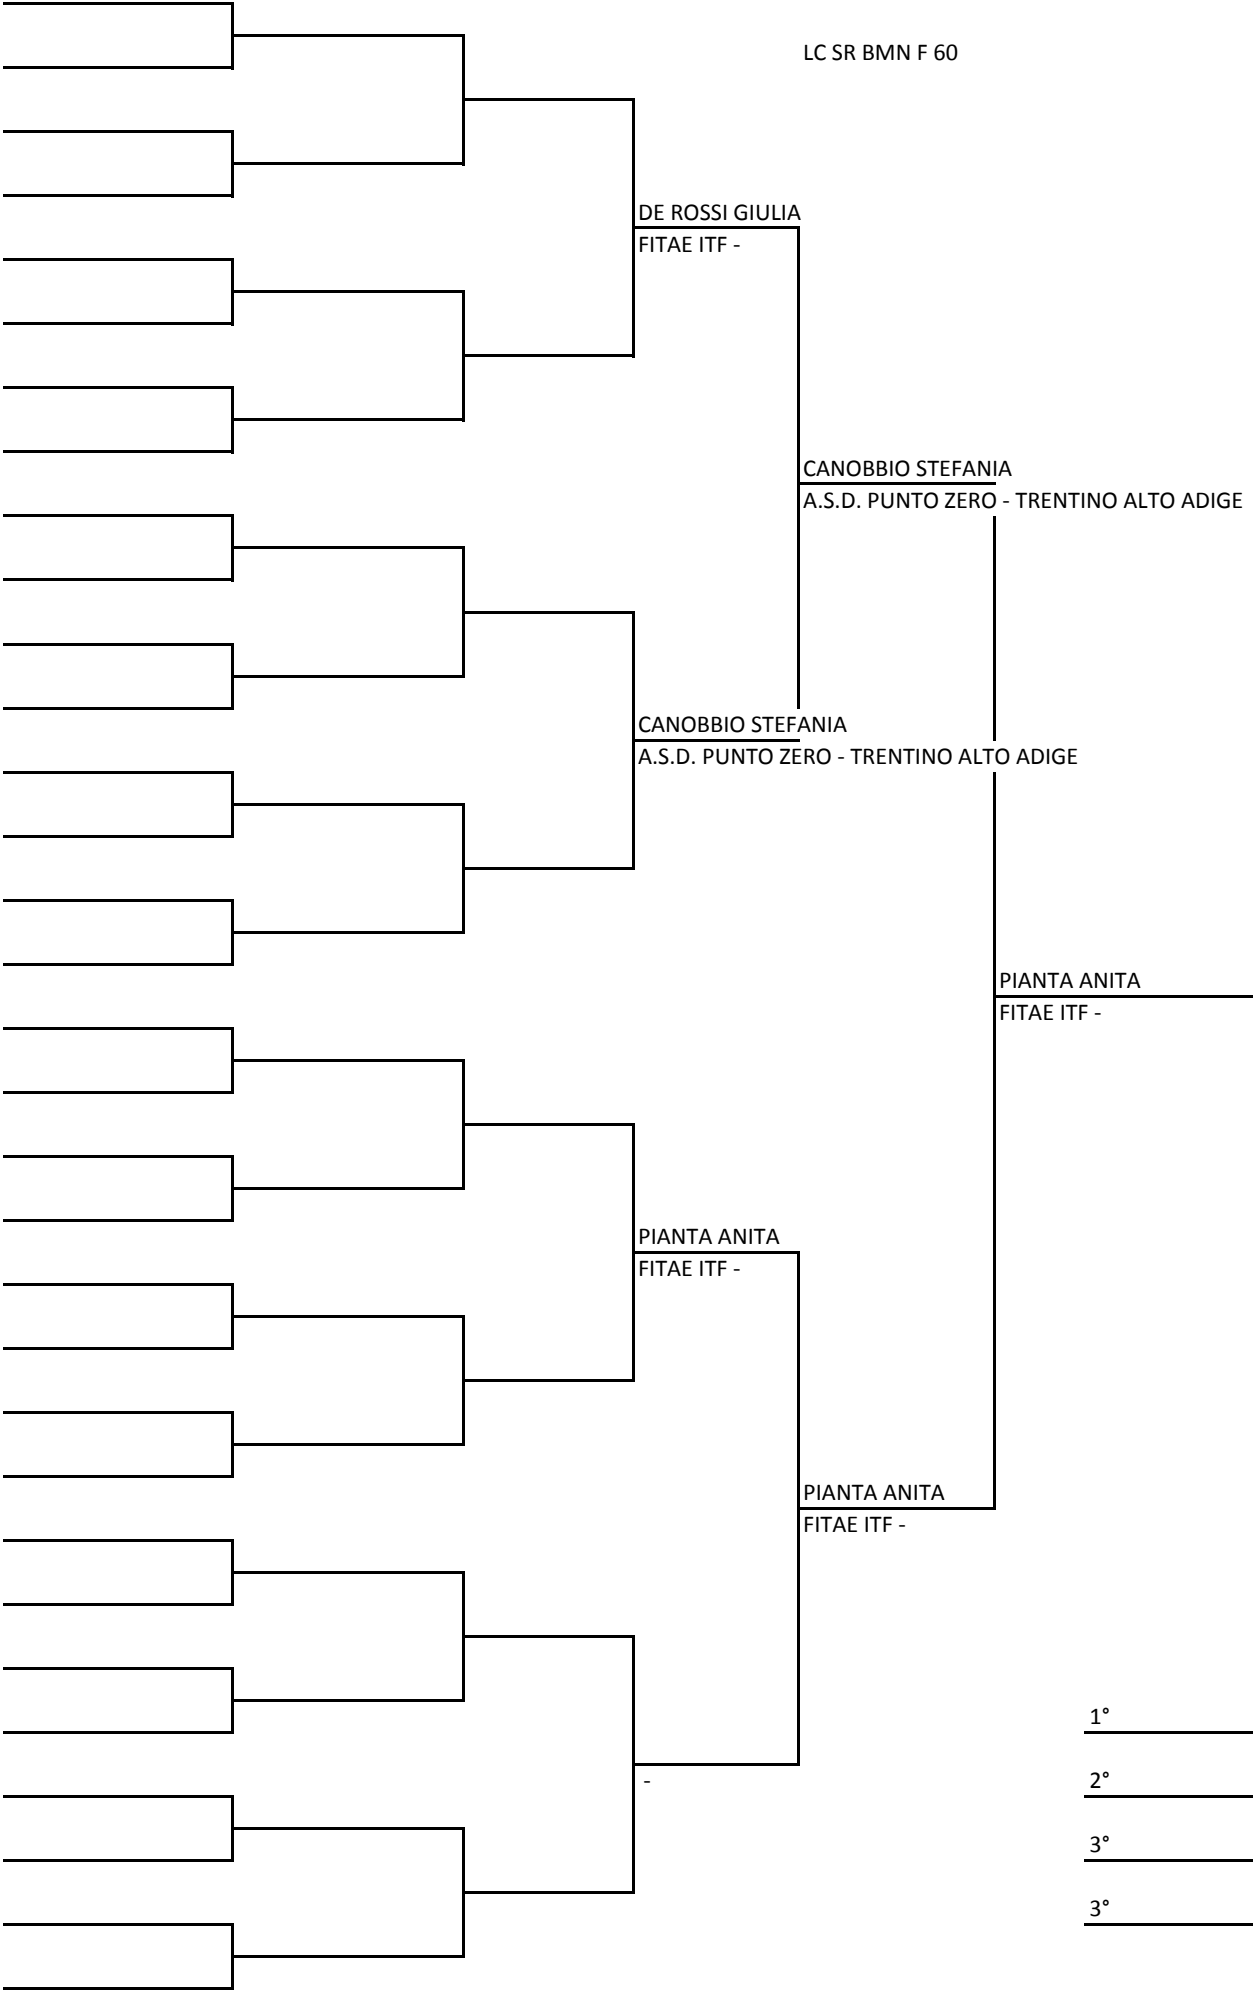 LC SR BMN F 60
DE ROSSI GIULIA
FITAE ITF -
CANOBBIO STEFANIA
A.S.D. PUNTO ZERO - TRENTINO ALTO ADIGE
CANOBBIO STEFANIA
A.S.D. PUNTO ZERO - TRENTINO ALTO ADIGE
PIANTA ANITA
FITAE ITF -
PIANTA ANITA
FITAE ITF -
PIANTA ANITA
FITAE ITF -
1°
-
2°
3°
3°